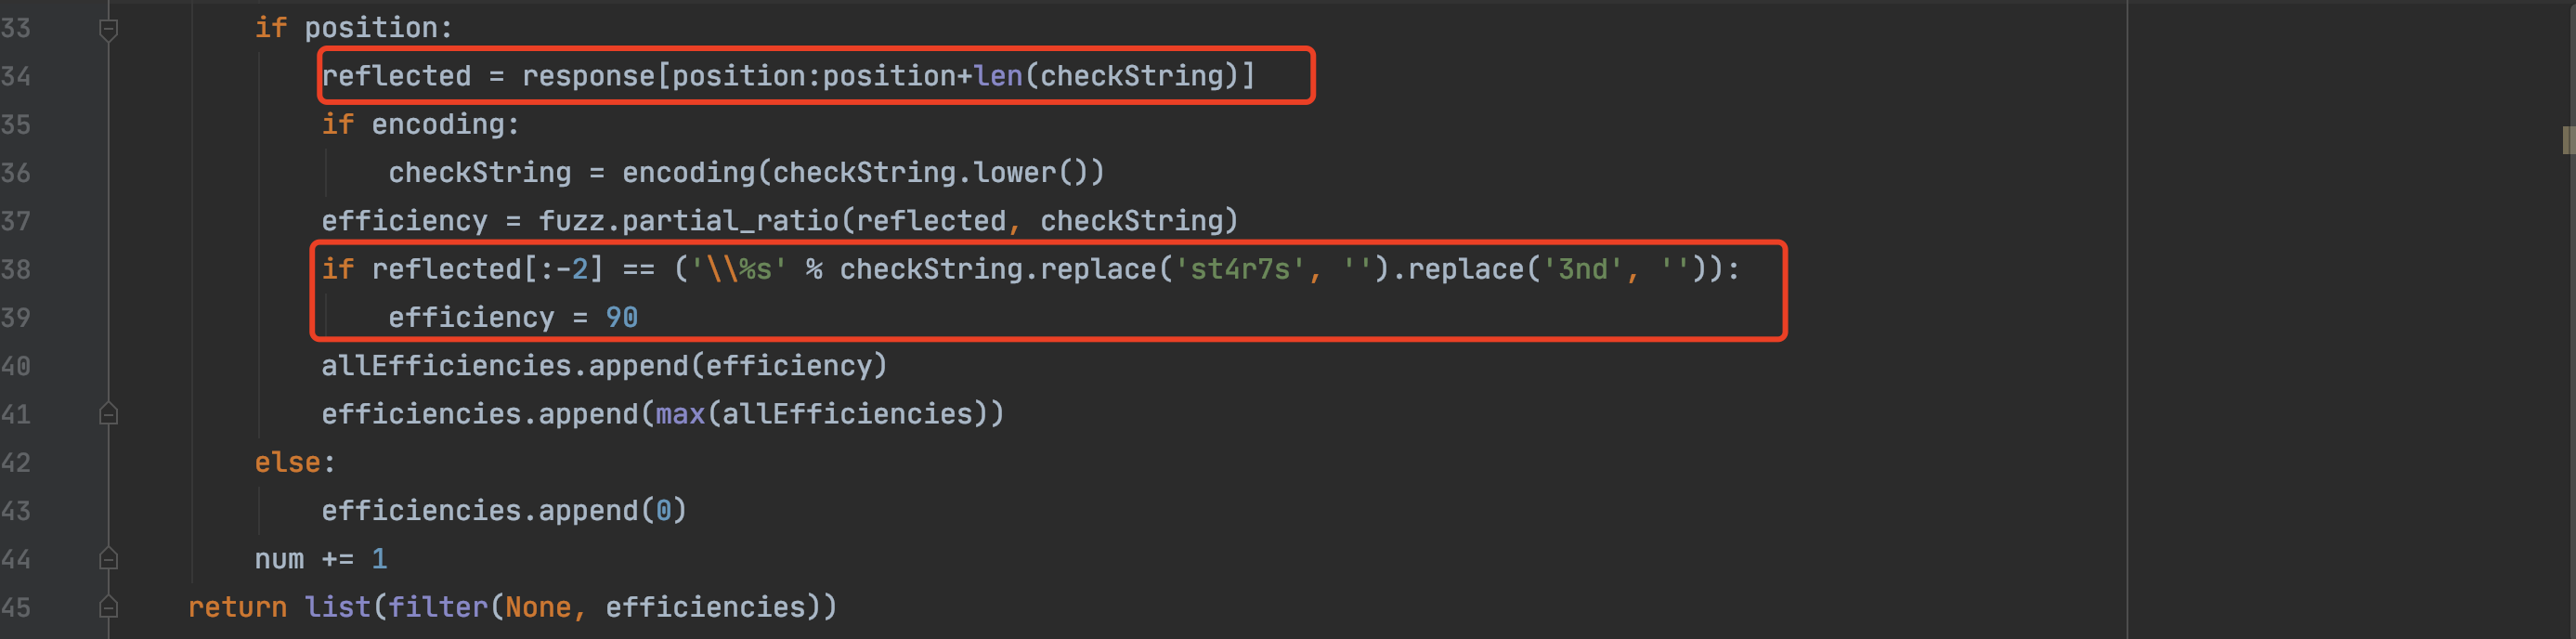 33 if position:
34 reflected = response[position:position+len(checkString)]
35 if encoding:
36 checkString = encoding(checkString.lower())
37 efficiency = fuzz.partial_ratio(reflected, checkString)
38 if reflected[:-2] == ('\\%s' % checkString.replace('st4r7s', '').replace('3nd', '')):
39 efficiency = 90
40 allEfficiencies.append(efficiency)
41 efficiencies.append(max(allEfficiencies))
42 else:
43 efficiencies.append(0)
44 num += 1
45 return list(filter(None, efficiencies))